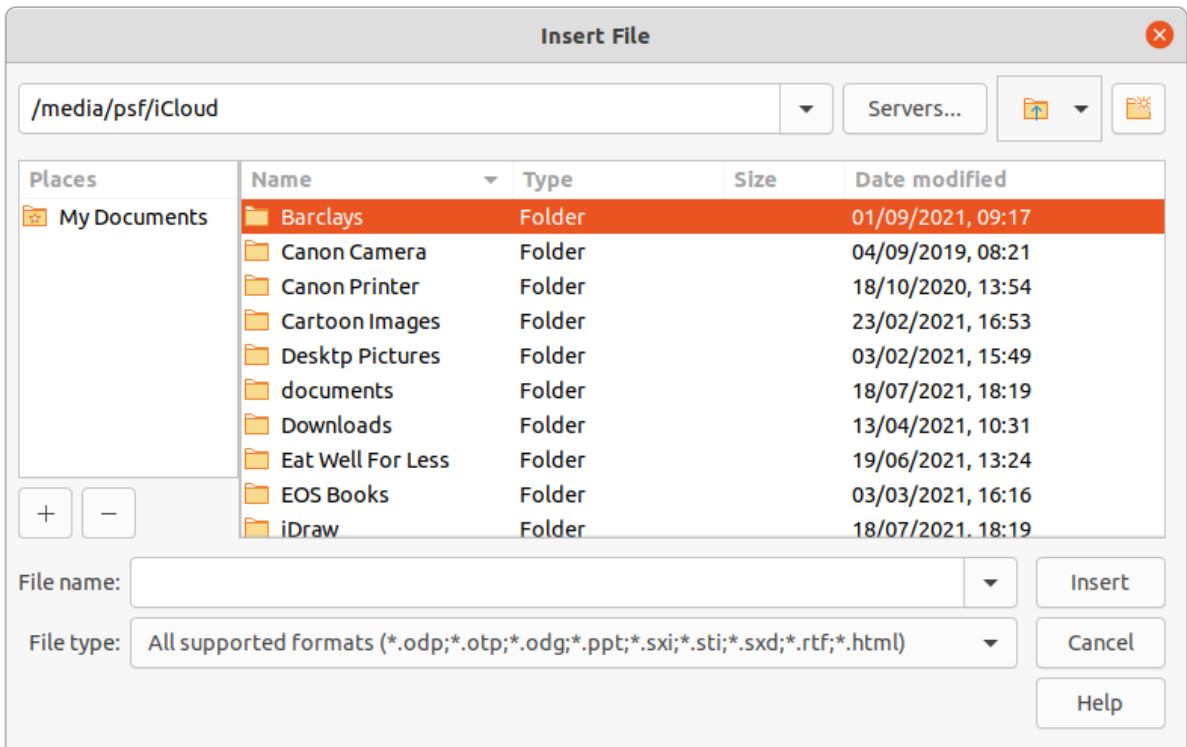 Insert File
/media/psf/iCloud Servers...
Places Name Type Size Date modified
My Documents Barclays Folder 01/09/2021, 09:17
Canon Camera Folder 04/09/2019, 08:21
Canon Printer Folder 18/10/2020, 13:54
Cartoon Images Folder 23/02/2021, 16:53
Desktp Pictures Folder 03/02/2021, 15:49
documents Folder 18/07/2021, 18:19
Downloads Folder 13/04/2021, 10:31
Eat Well For Less Folder 19/06/2021, 13:24
EOS Books Folder 03/03/2021, 16:16
iDraw Folder 18/07/2021, 18:19
File name: Insert
File type: All supported formats (*.odp;*.otp;*.odg;*.ppt;*.sxi;*.sti;*.sxd;*.rtf;*.html) Cancel
Help